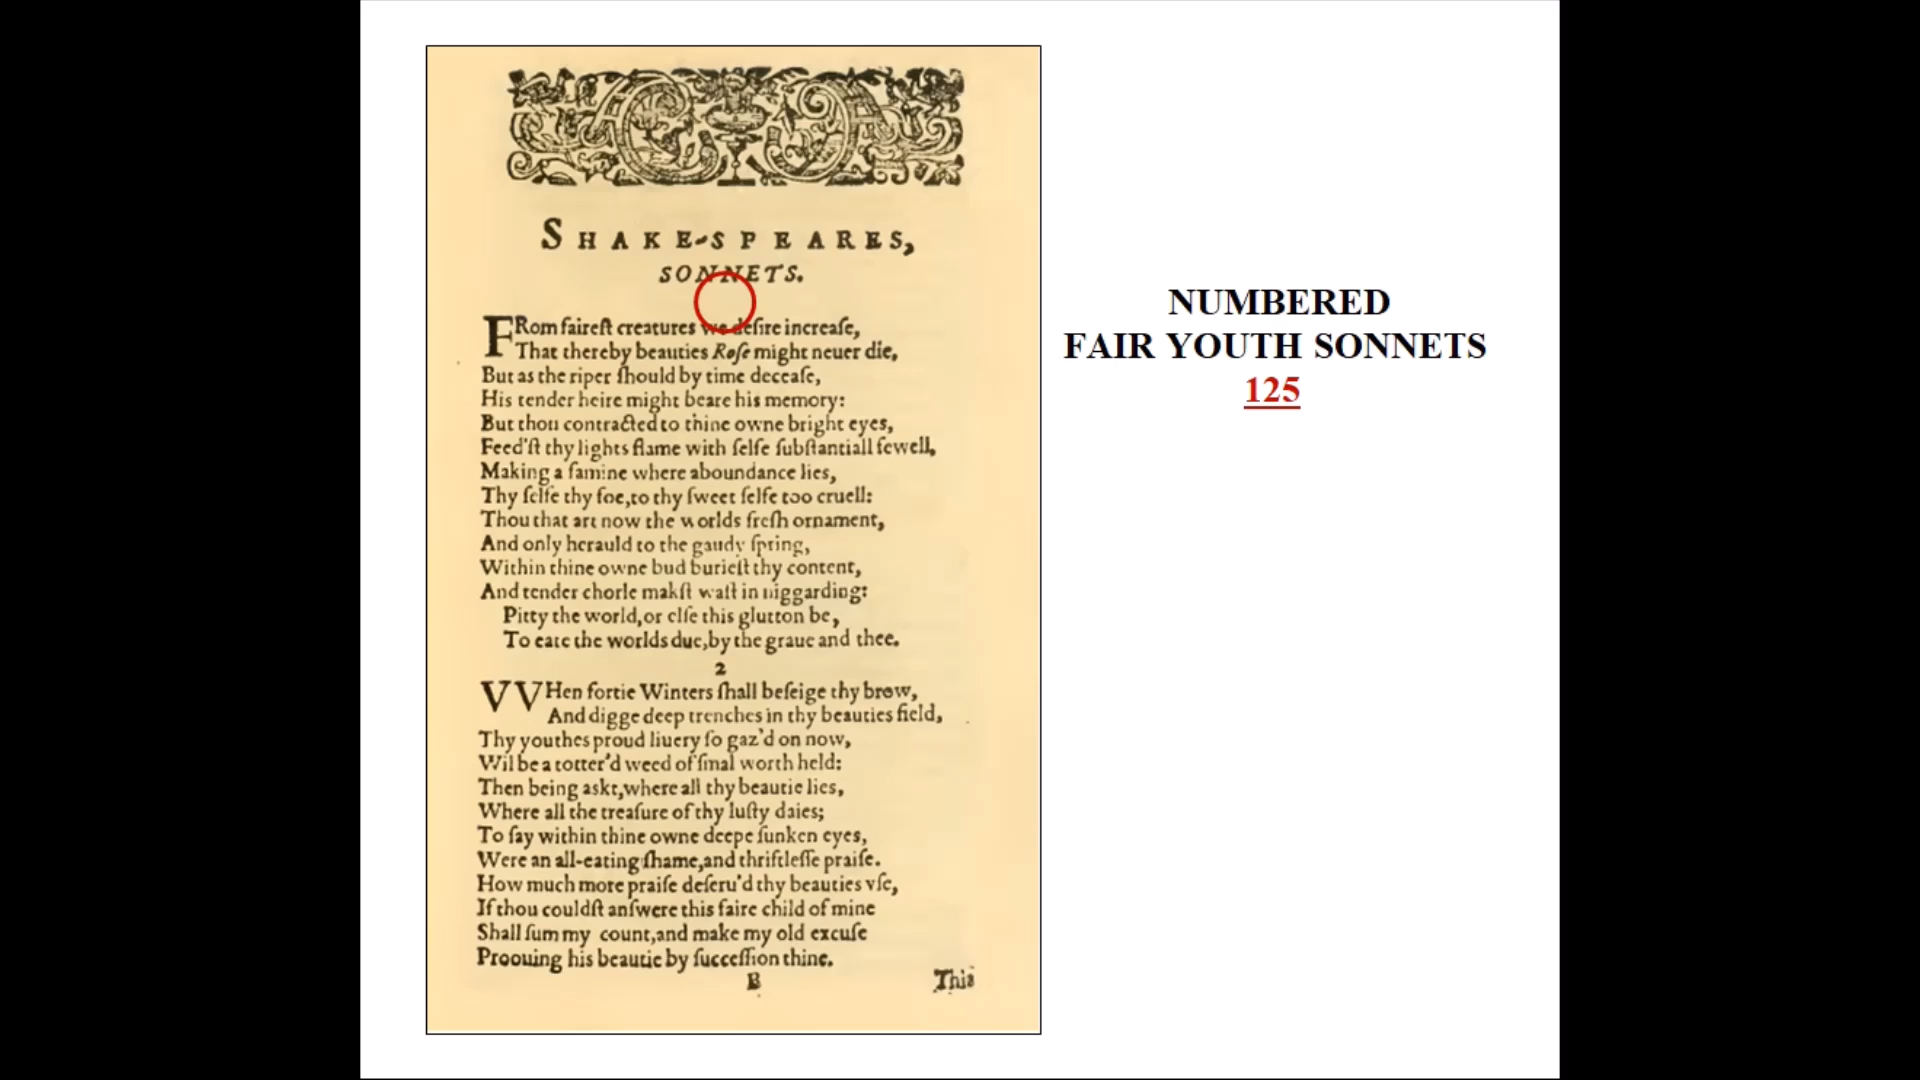 SHAKE-SPEARES,
SONNETS.
FRom faireſt creatures we deſire increaſe,
That thereby beauties Roſe might neuer die,
But as the riper ſhould by time deceaſe,
His tender heire might beare his memory:
But thou contracted to thine owne bright eyes,
Feed'ſt thy lights flame with ſelfe ſubſtantiall fewell,
Making a famine where aboundance lies,
Thy ſelfe thy foe,to thy ſweet ſelfe too cruell:
Thou that art now the worlds freſh ornament,
And only herauld to the gaudy ſpring,
Within thine owne bud burieſt thy content,
And tender chorle makſt waſt in niggarding:
Pitty the world,or elſe this glutton be,
To eate the worlds due,by the graue and thee.
2
VVHen fortie Winters ſhall beſeige thy brow,
And digge deep trenches in thy beauties field,
Thy youthes proud liuery ſo gaz'd on now,
Wil be a totter'd weed of ſmal worth held:
Then being askt,where all thy beautie lies,
Where all the treaſure of thy luſty daies;
To ſay within thine owne deepe ſunken eyes,
Were an all-eating ſhame,and thriftleſſe praiſe.
How much more praiſe deſeru'd thy beauties vſe,
If thou couldſt anſwere this faire child of mine
Shall ſum my count,and make my old excuſe
Proouing his beautie by ſucceſſion thine.
B
This
NUMBERED
FAIR YOUTH SONNETS
125